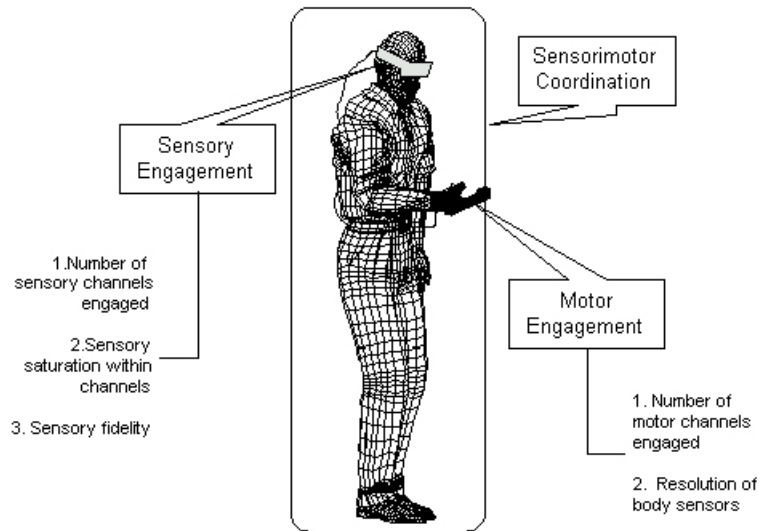 Sensorimotor
Coordination
Sensory
Engagement
1.Number of
sensory channels
engaged
2.Sensory
saturation within
channels
3. Sensory fidelity
Motor
Engagement
1. Number of
motor channels
engaged
2. Resolution of
body sensors